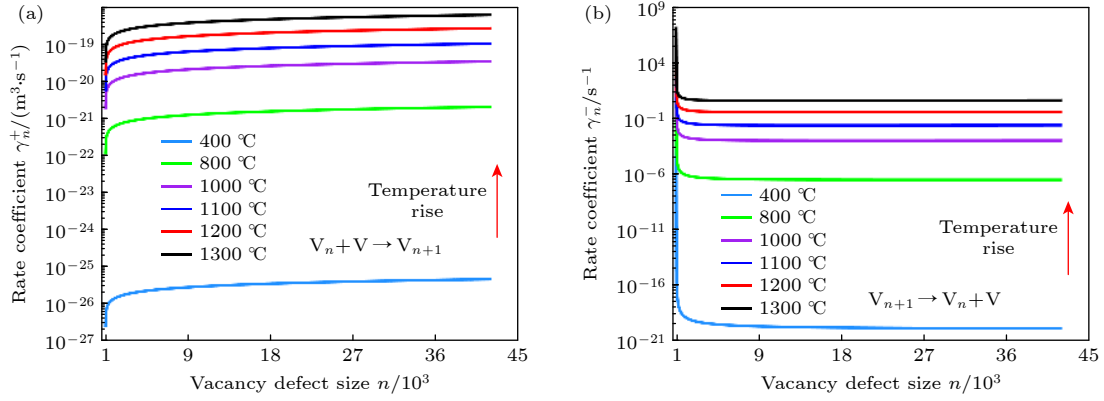 (a)
Rate coefficient γₙ⁺/(m³·s⁻¹)
10⁻¹⁹
10⁻²⁰
10⁻²¹
10⁻²²
10⁻²³
10⁻²⁴
10⁻²⁵
10⁻²⁶
10⁻²⁷
400 ℃
800 ℃
1000 ℃
1100 ℃
1200 ℃
1300 ℃
Temperature
rise
Vₙ+V→Vₙ₊₁
1 9 18 27 36 45
Vacancy defect size n/10³
(b)
Rate coefficient γₙ⁻/s⁻¹
10⁹
10⁴
10⁻¹
10⁻⁶
10⁻¹¹
10⁻¹⁶
10⁻²¹
400 ℃
800 ℃
1000 ℃
1100 ℃
1200 ℃
1300 ℃
Temperature
rise
Vₙ₊₁→Vₙ+V
1 9 18 27 36 45
Vacancy defect size n/10³